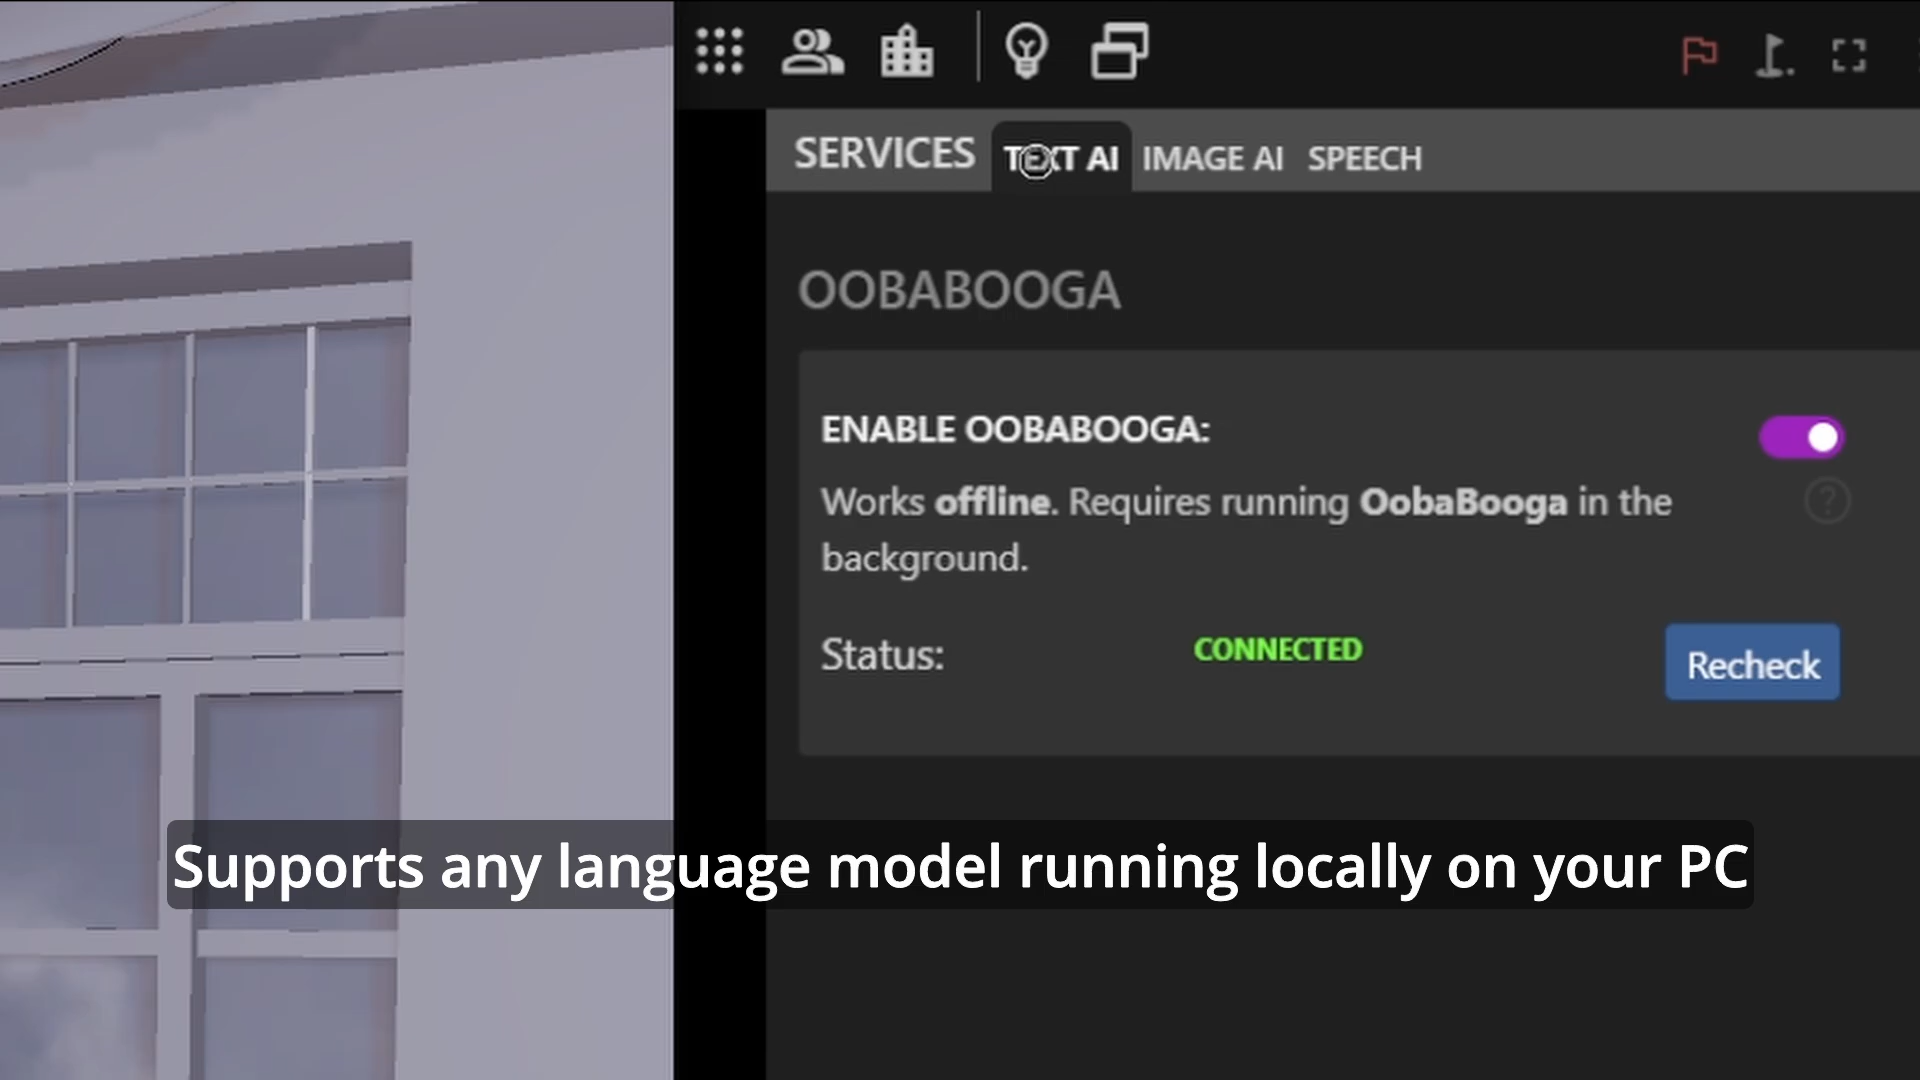 SERVICES TEXT AI IMAGE AI SPEECH
OOBABOOGA
ENABLE OOBABOOGA:
Works offline. Requires running OobaBooga in the
background.
Status: CONNECTED Recheck
Supports any language model running locally on your PC